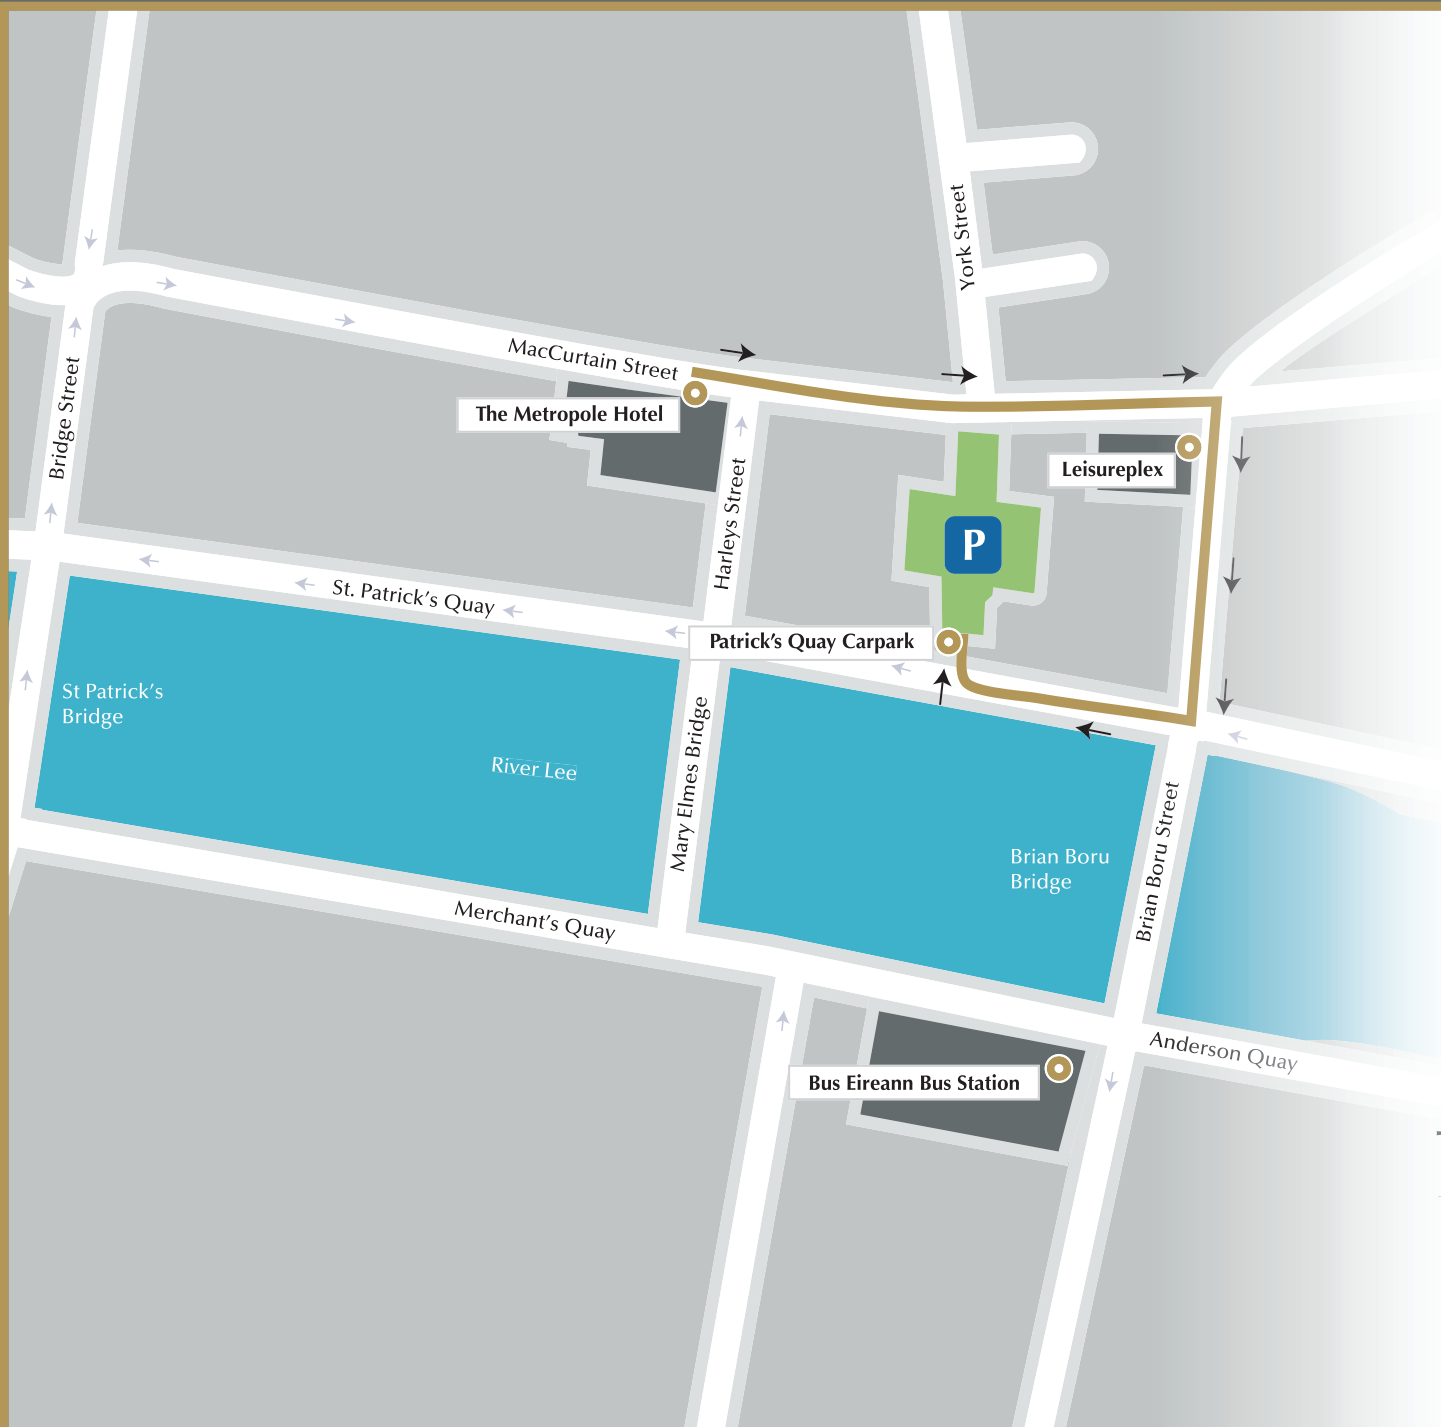 York Street
MacCurtain Street
Bridge Street
The Metropole Hotel
Leisureplex
Harleys Street
P
St. Patrick's Quay
Patrick's Quay Carpark
St Patrick's
Bridge
River Lee
Mary Elmes Bridge
Brian Boru
Bridge
Brian Boru Street
Merchant's Quay
Anderson Quay
Bus Eireann Bus Station